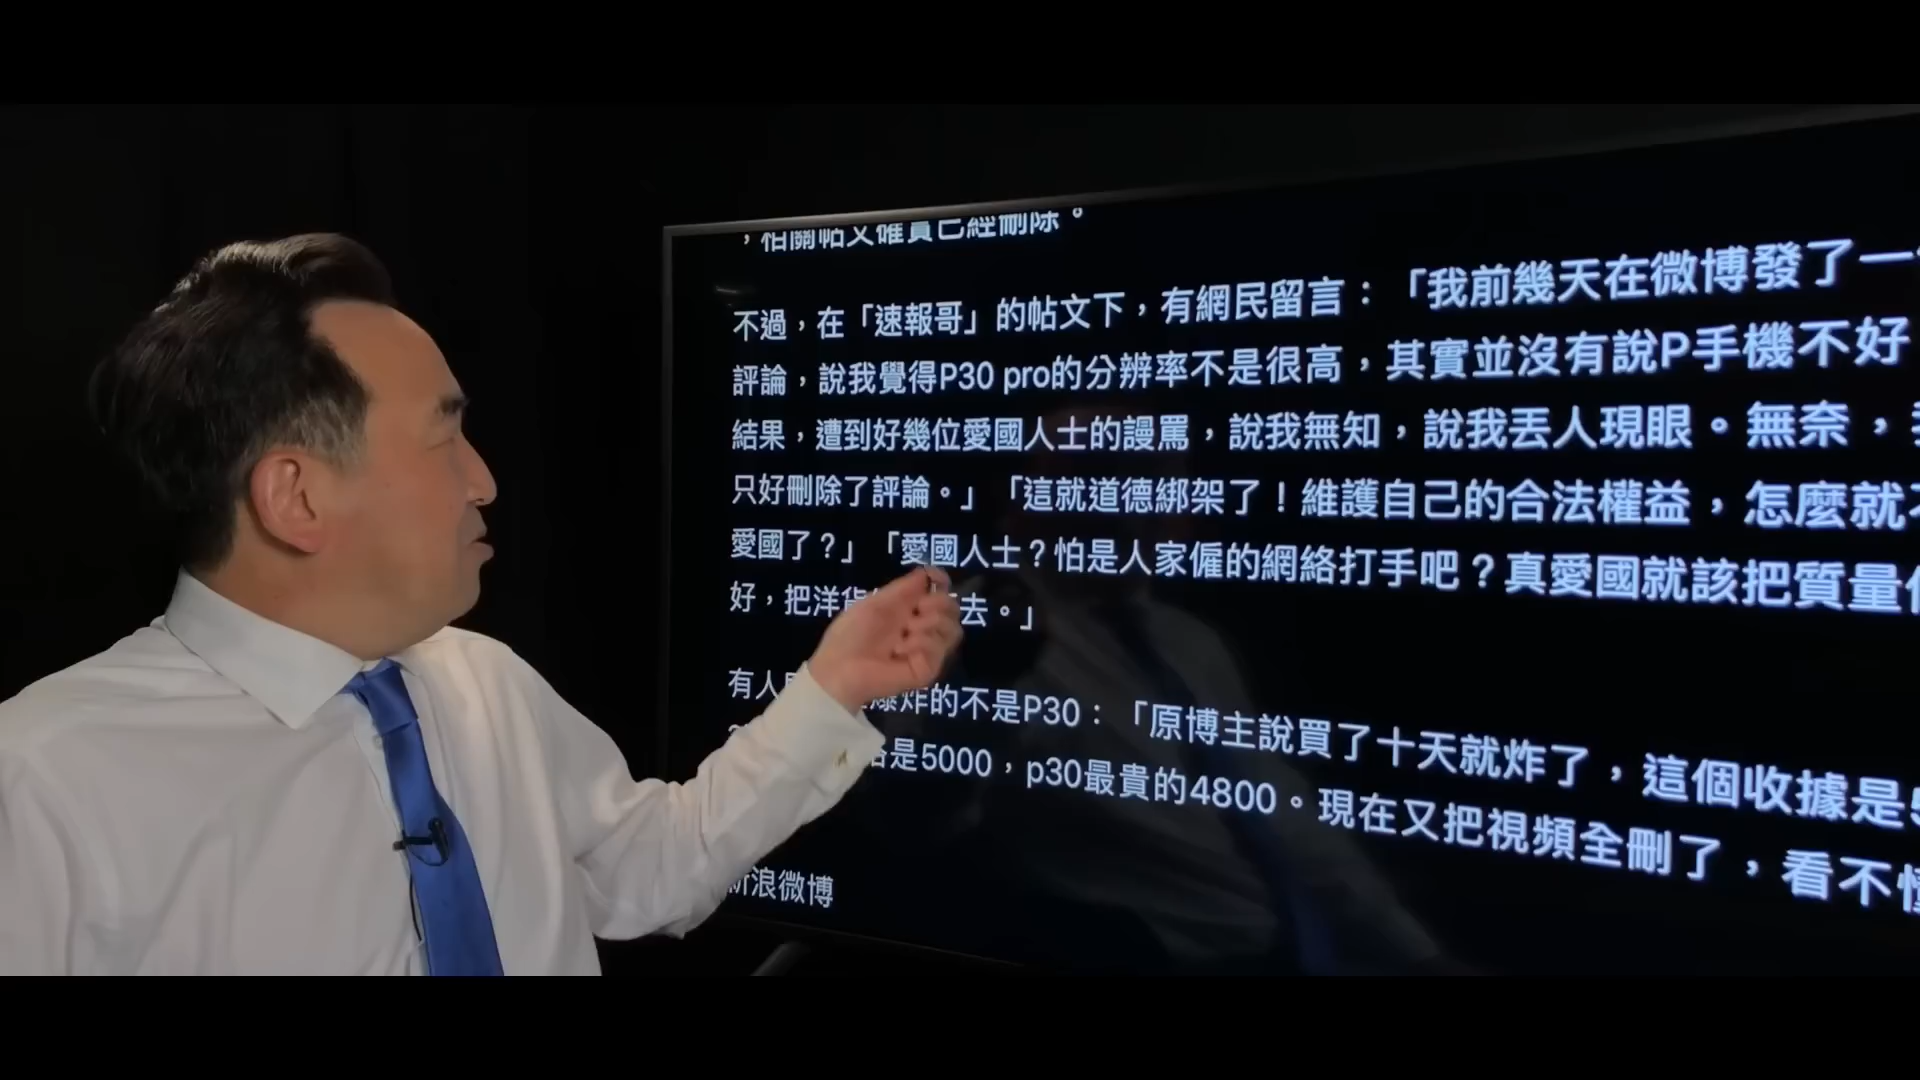 ，相關帖文確實已經刪除。
不過，在「速報哥」的帖文下，有網民留言：「我前幾天在微博發了一
評論，說我覺得P30 pro的分辨率不是很高，其實並沒有說P手機不好
結果，遭到好幾位愛國人士的謾罵，說我無知，說我丟人現眼。無奈，
只好刪除了評論。」「這就道德綁架了！維護自己的合法權益，怎麼就
愛國了？」「愛國人士？怕是人家僱的網絡打手吧？真愛國就該把質量
好，把洋貨 去。」
有人 爆炸的不是P30：「原博主說買了十天就炸了，這個收據是
是5000，p30最貴的4800。現在又把視頻全刪了，看不
新浪微博